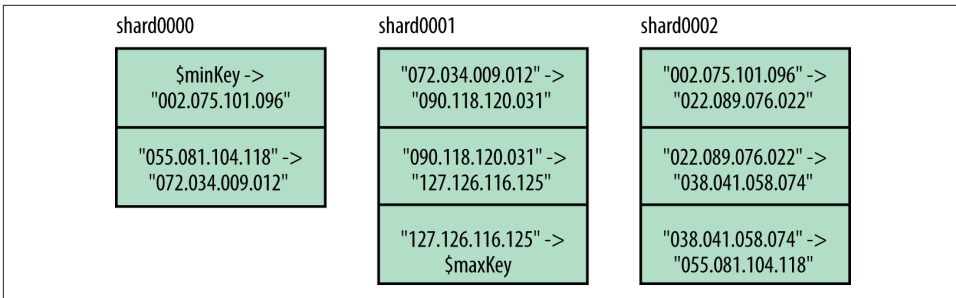 shard0000
$minKey ->
"002.075.101.096"
"055.081.104.118" ->
"072.034.009.012"
shard0001
"072.034.009.012" ->
"090.118.120.031"
"090.118.120.031" ->
"127.126.116.125"
"127.126.116.125" ->
$maxKey
shard0002
"002.075.101.096" ->
"022.089.076.022"
"022.089.076.022" ->
"038.041.058.074"
"038.041.058.074" ->
"055.081.104.118"